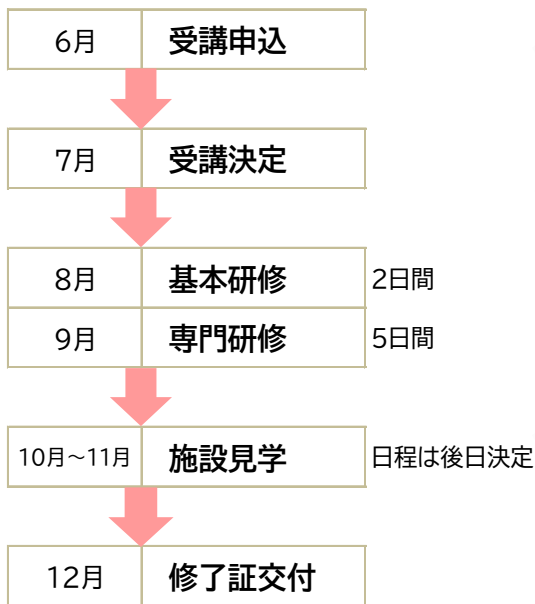 6月 受講申込
7月 受講決定
8月 基本研修 2日間
9月 専門研修 5日間
10月～11月 施設見学 日程は後日決定
12月 修了証交付